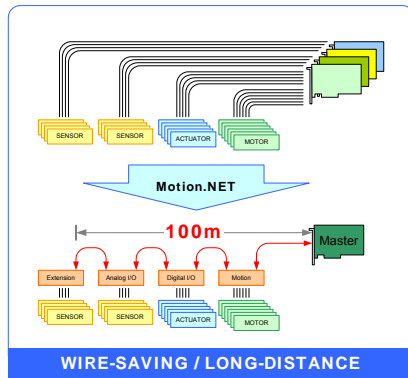 SENSOR SENSOR ACTUATOR MOTOR
Motion.NET
100m
Master
Extension Analog I/O Digital I/O Motion
SENSOR SENSOR ACTUATOR MOTOR
WIRE-SAVING / LONG-DISTANCE